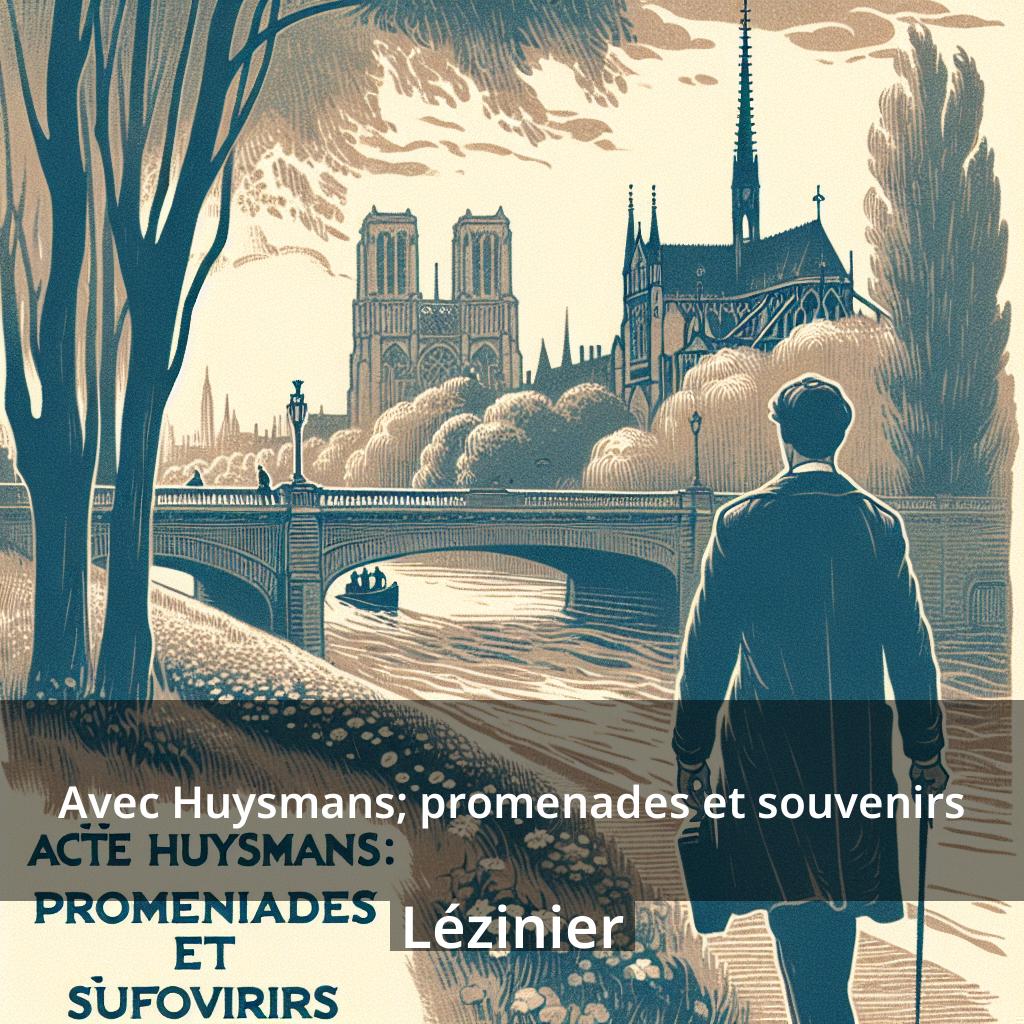 Avec Huysmans; promenades et souvenirs
ACTE HUYSMANS:
PROMENIADES
Lézinier
ET
SUFOVIRIRS